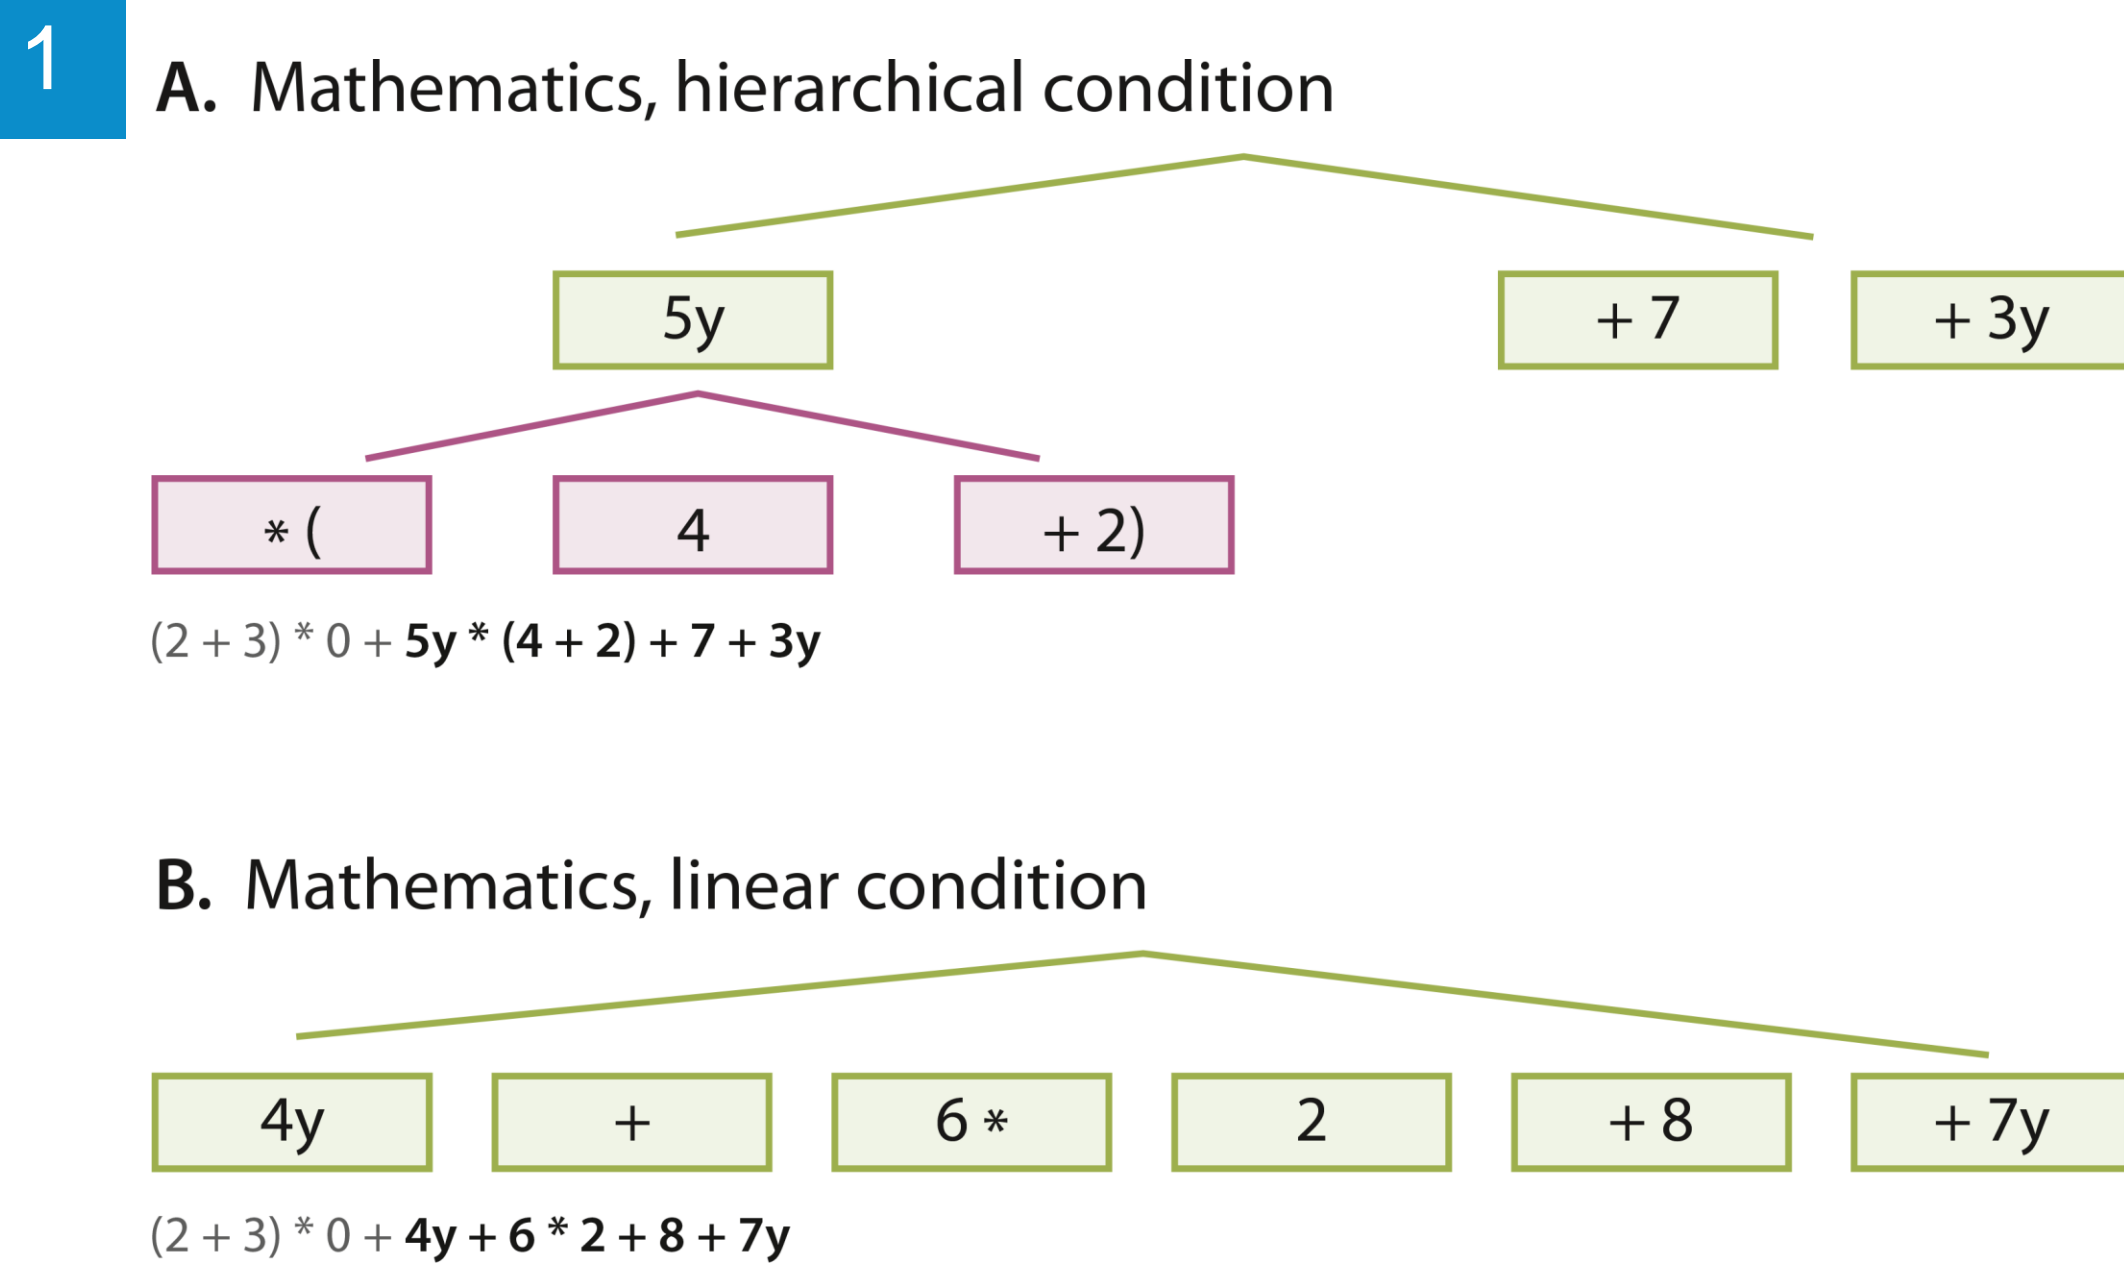 1
A. Mathematics, hierarchical condition
5y + 7 + 3y
* ( 4 + 2)
(2 + 3) * 0 + 5y * (4 + 2) + 7 + 3y
B. Mathematics, linear condition
4y + 6 * 2 + 8 + 7y
(2 + 3) * 0 + 4y + 6 * 2 + 8 + 7y